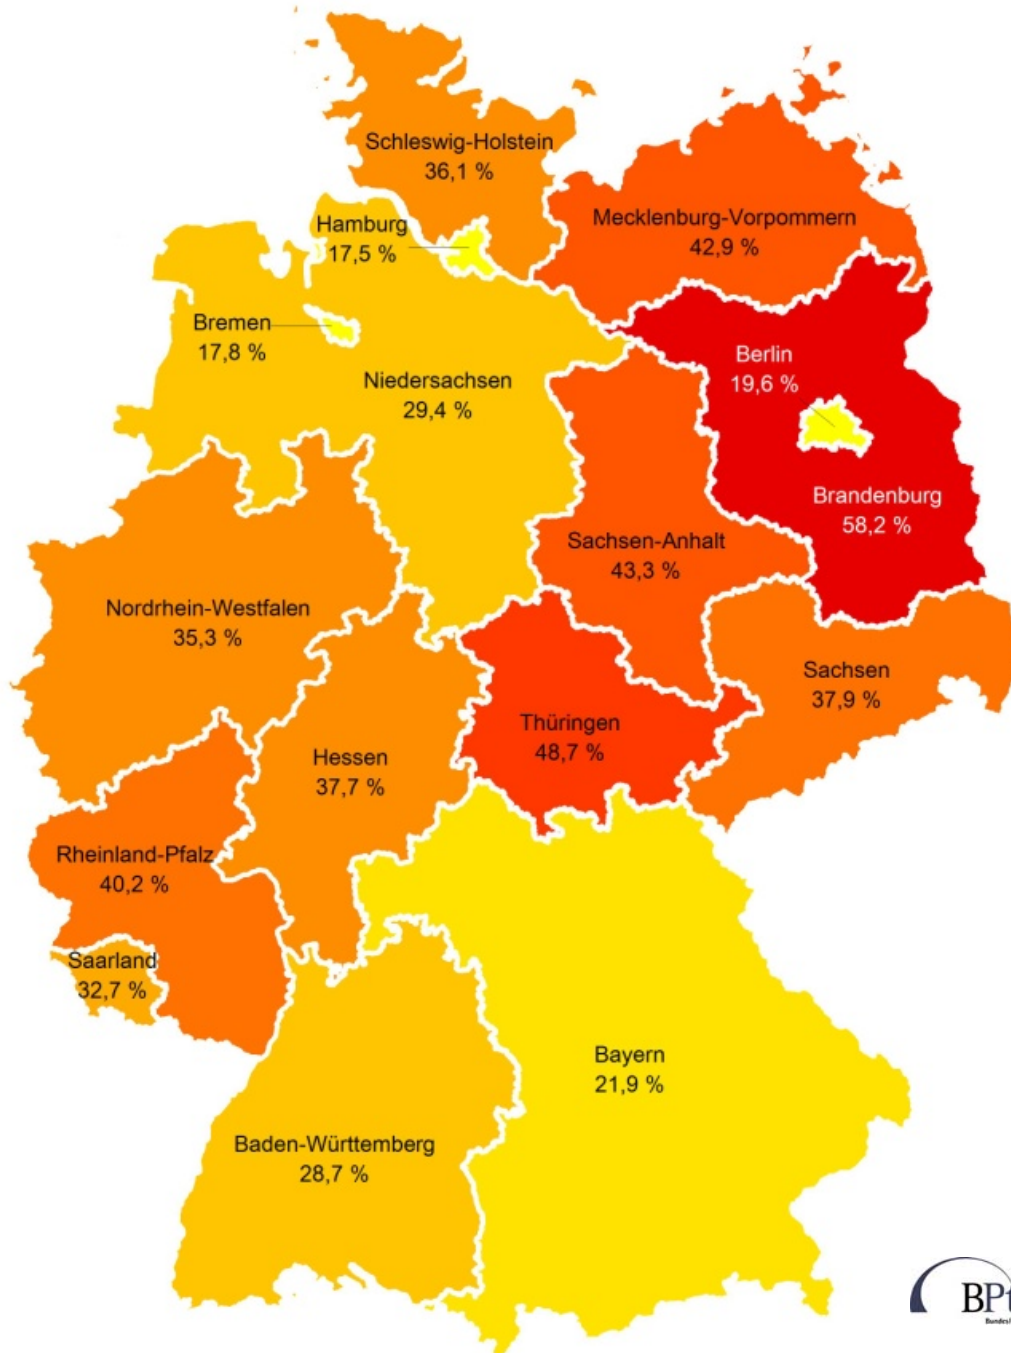 Schleswig-Holstein
36,1 %
Mecklenburg-Vorpommern
42,9 %
Hamburg
17,5 %
Bremen
17,8 %
Berlin
19,6 %
Niedersachsen
29,4 %
Brandenburg
58,2 %
Sachsen-Anhalt
43,3 %
Nordrhein-Westfalen
35,3 %
Sachsen
37,9 %
Thüringen
48,7 %
Hessen
37,7 %
Rheinland-Pfalz
40,2 %
Saarland
32,7 %
Bayern
21,9 %
Baden-Württemberg
28,7 %
BPt